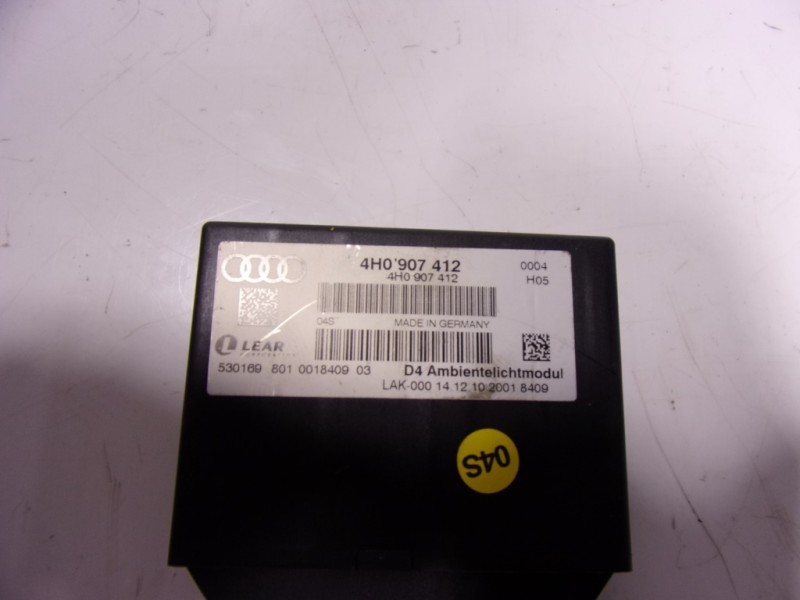 4H0 907 412
4H0 907 412
0004
H05
04S
MADE IN GERMANY
LEAR
CORPORATION
530169 801 0018409 03
D4 Ambientelichtmodul
LAK-000 14.12.10 2001 8409
04S